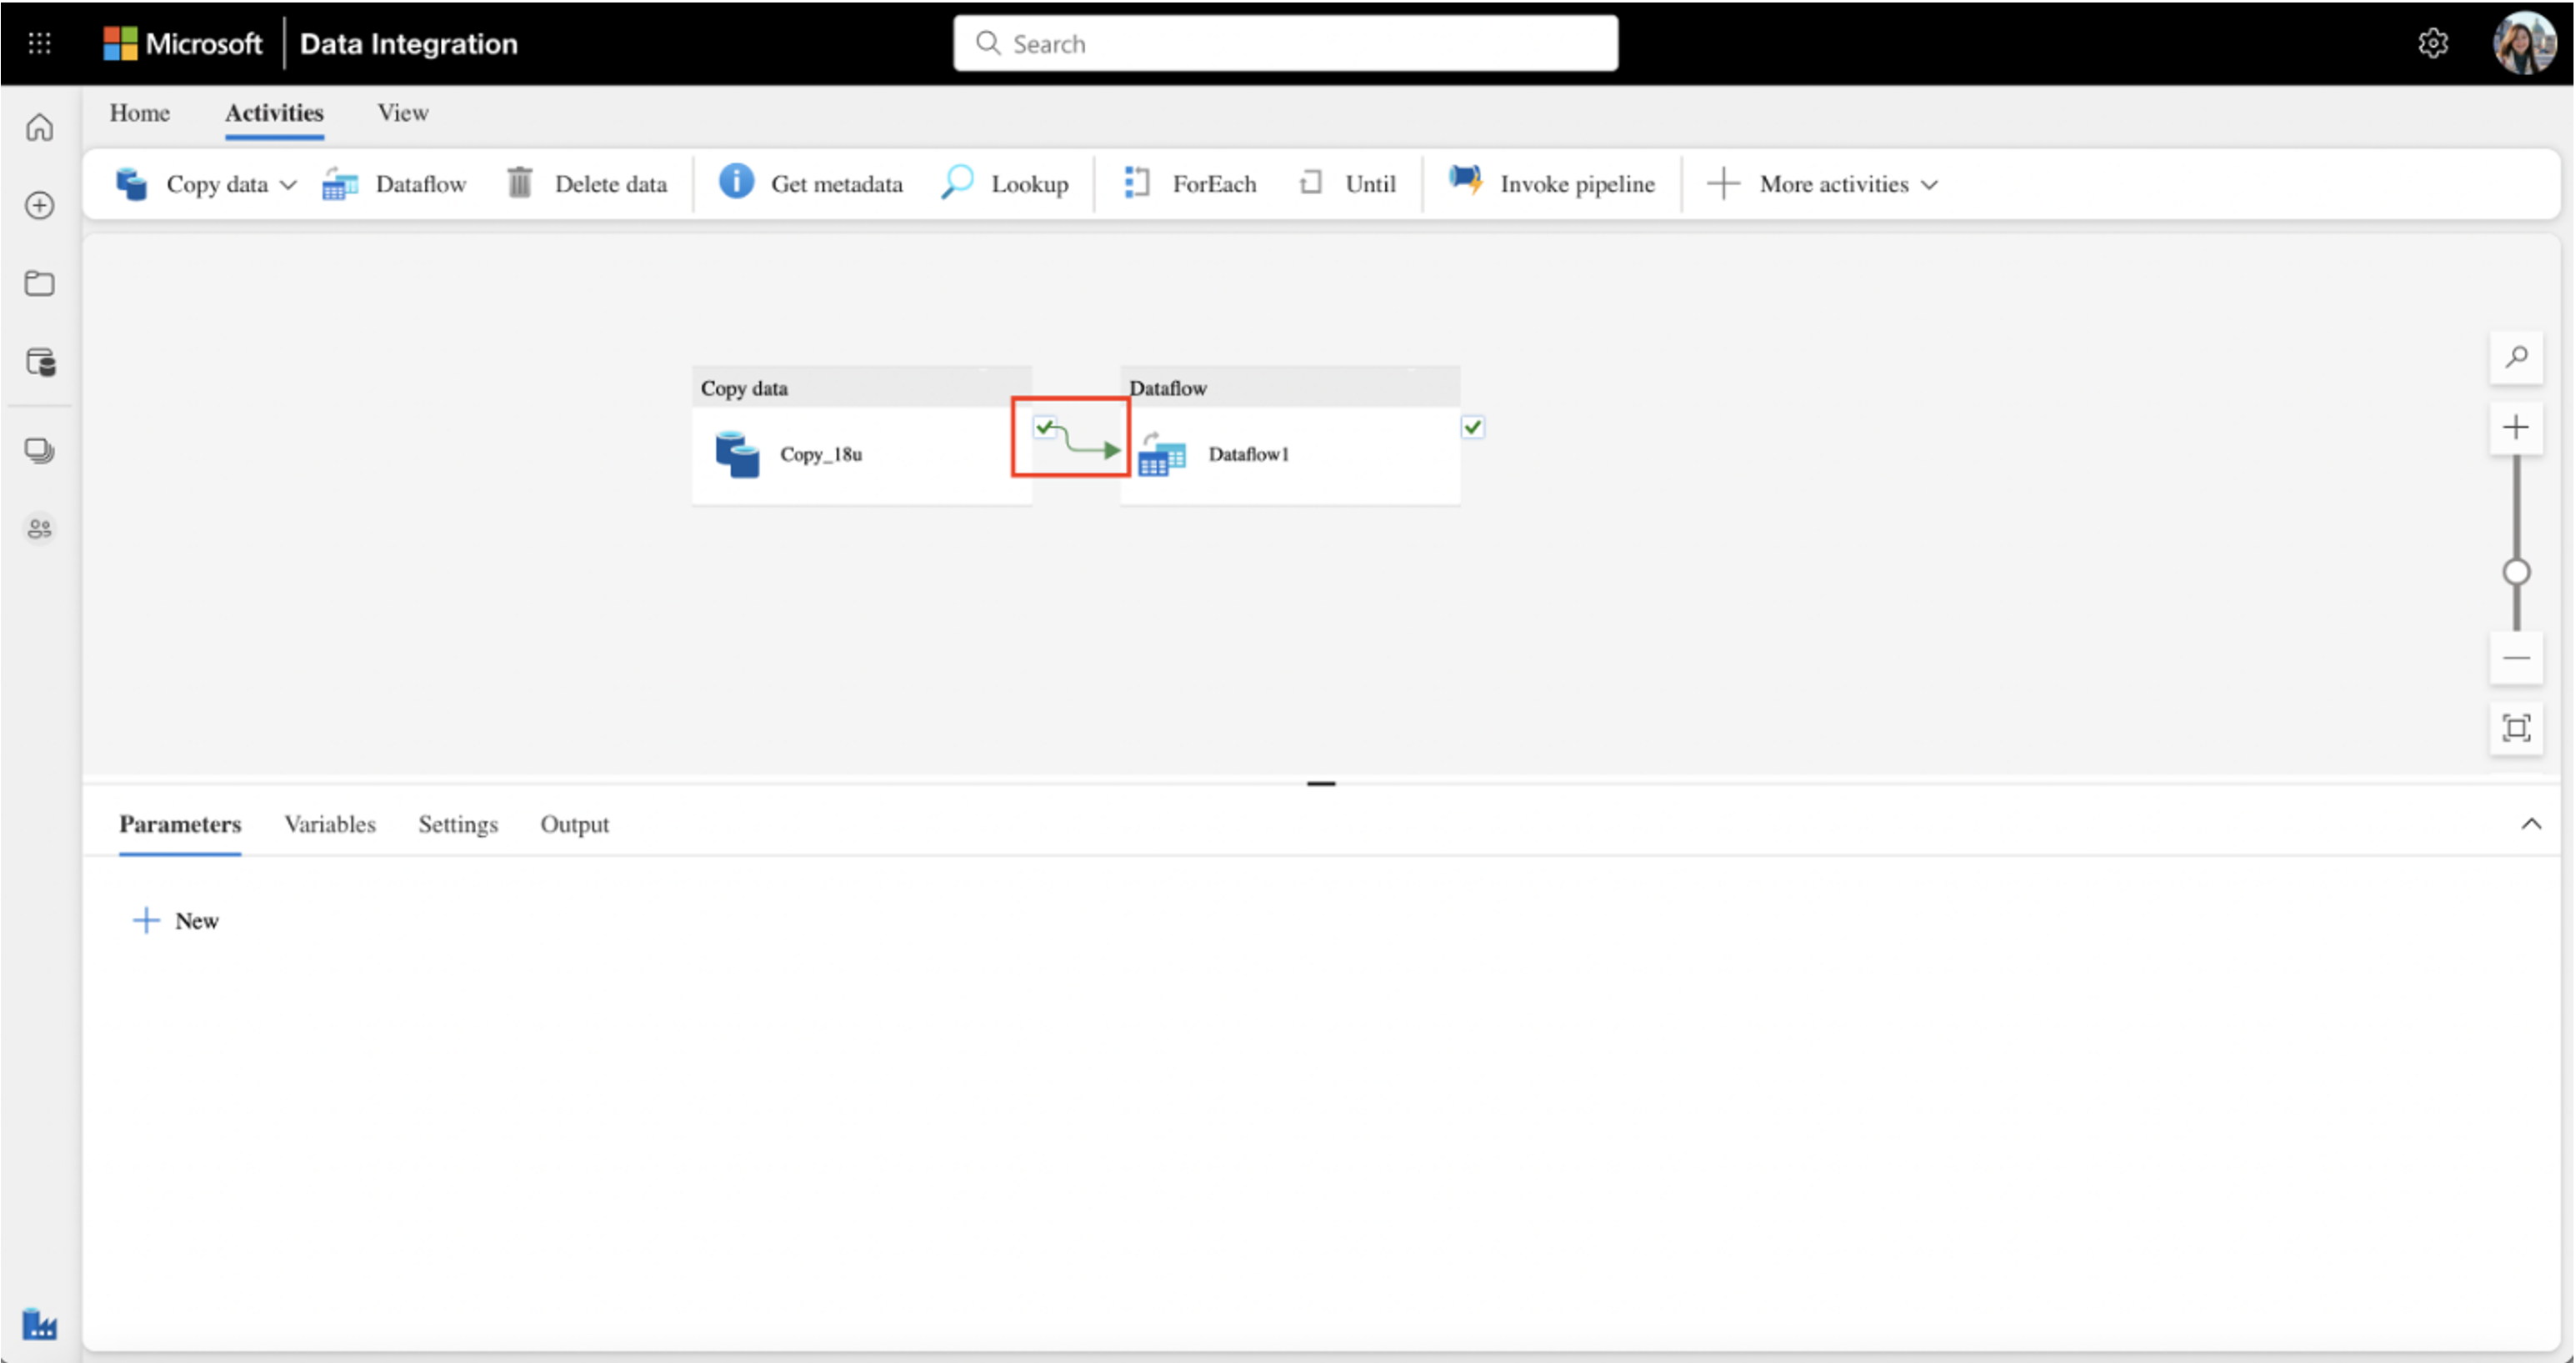 Microsoft Data Integration Search
Home Activities View
Copy data Dataflow Delete data Get metadata Lookup ForEach Until Invoke pipeline More activities
Copy data Dataflow
Copy_18u Dataflow1
Parameters Variables Settings Output
New